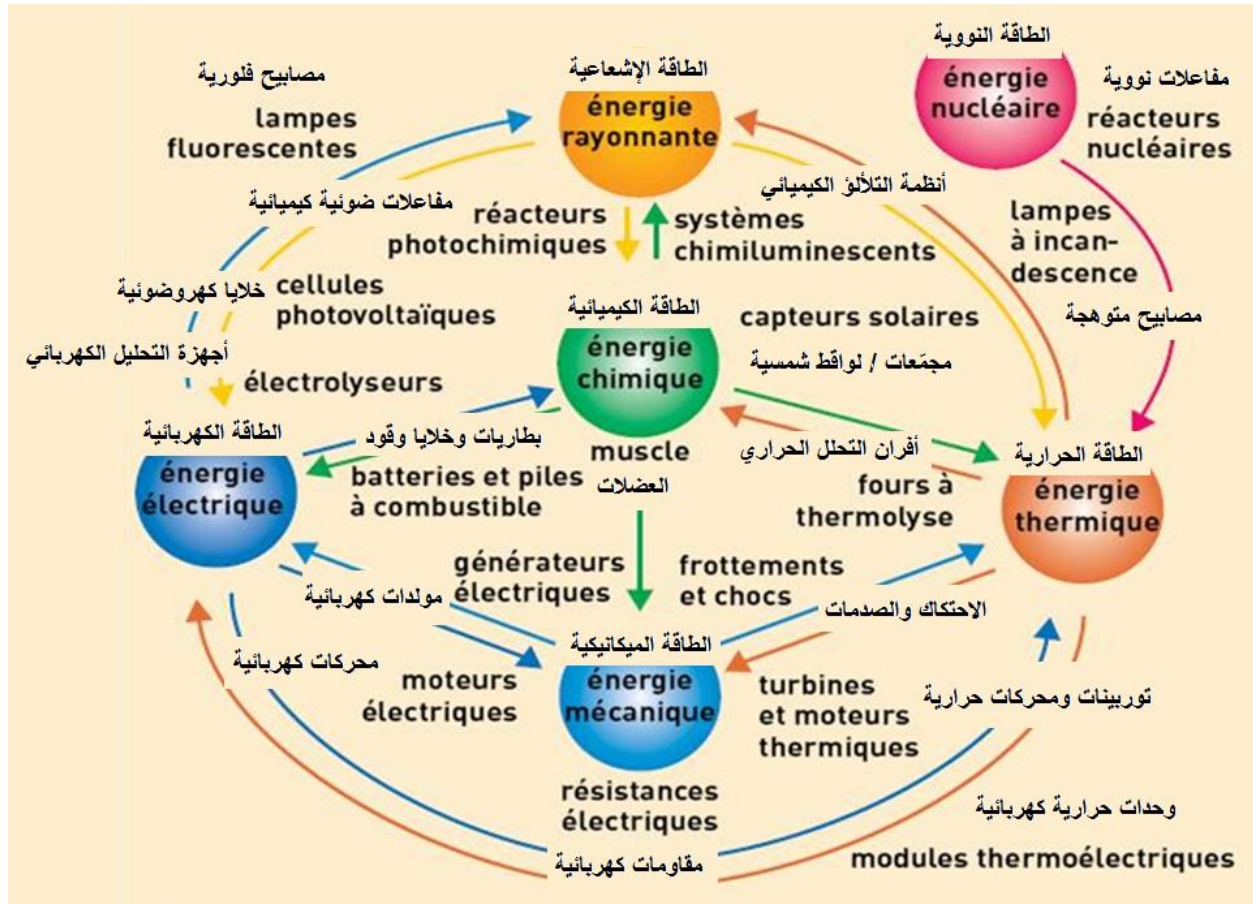 الطاقة النووية
énergie
nucléaire
مفاعلات نووية
réacteurs
nucléaires
الطاقة الإشعاعية
énergie
rayonnante
مصابيح فلورية
lampes
fluorescentes
مفاعلات ضوئية كيميائية
réacteurs
photochimiques
أنظمة التلألؤ الكيميائي
systèmes
chimiluminescents
lampes
à incan-
descence
مصابيح متوهجة
خلايا كهروضوئية
cellules
photovoltaïques
أجهزة التحليل الكهربائي
électrolyseurs
الطاقة الكيميائية
énergie
chimique
capteurs solaires
مجمّعات / لواقط شمسية
الطاقة الكهربائية
énergie
électrique
بطاريات وخلايا وقود
batteries et piles
à combustible
muscle
العضلات
أفران التحلل الحراري
fours à
thermolyse
الطاقة الحرارية
énergie
thermique
générateurs
électriques
مولدات كهربائية
frottements
et chocs
الاحتكاك والصدمات
محركات كهربائية
moteurs
électriques
الطاقة الميكانيكية
énergie
mécanique
turbines
et moteurs
thermiques
توربينات ومحركات حرارية
résistances
électriques
مقاومات كهربائية
وحدات حرارية كهربائية
modules thermoélectriques